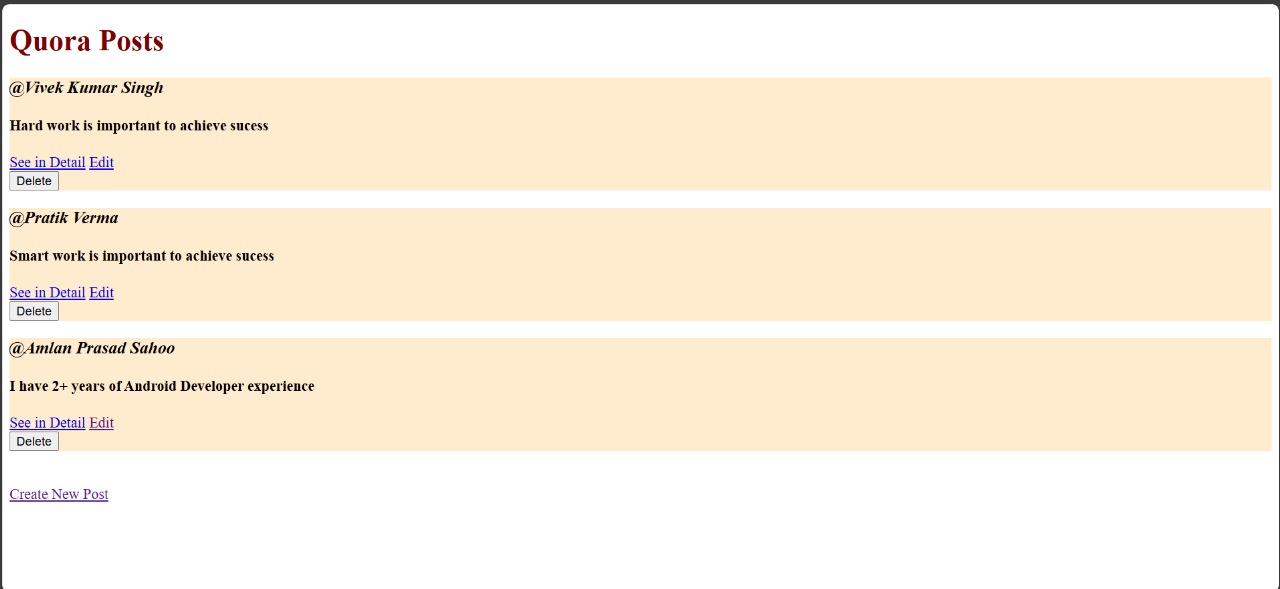 Quora Posts
@Vivek Kumar Singh
Hard work is important to achieve sucess
See in Detail Edit
Delete
@Pratik Verma
Smart work is important to achieve sucess
See in Detail Edit
Delete
@Amlan Prasad Sahoo
I have 2+ years of Android Developer experience
See in Detail Edit
Delete
Create New Post